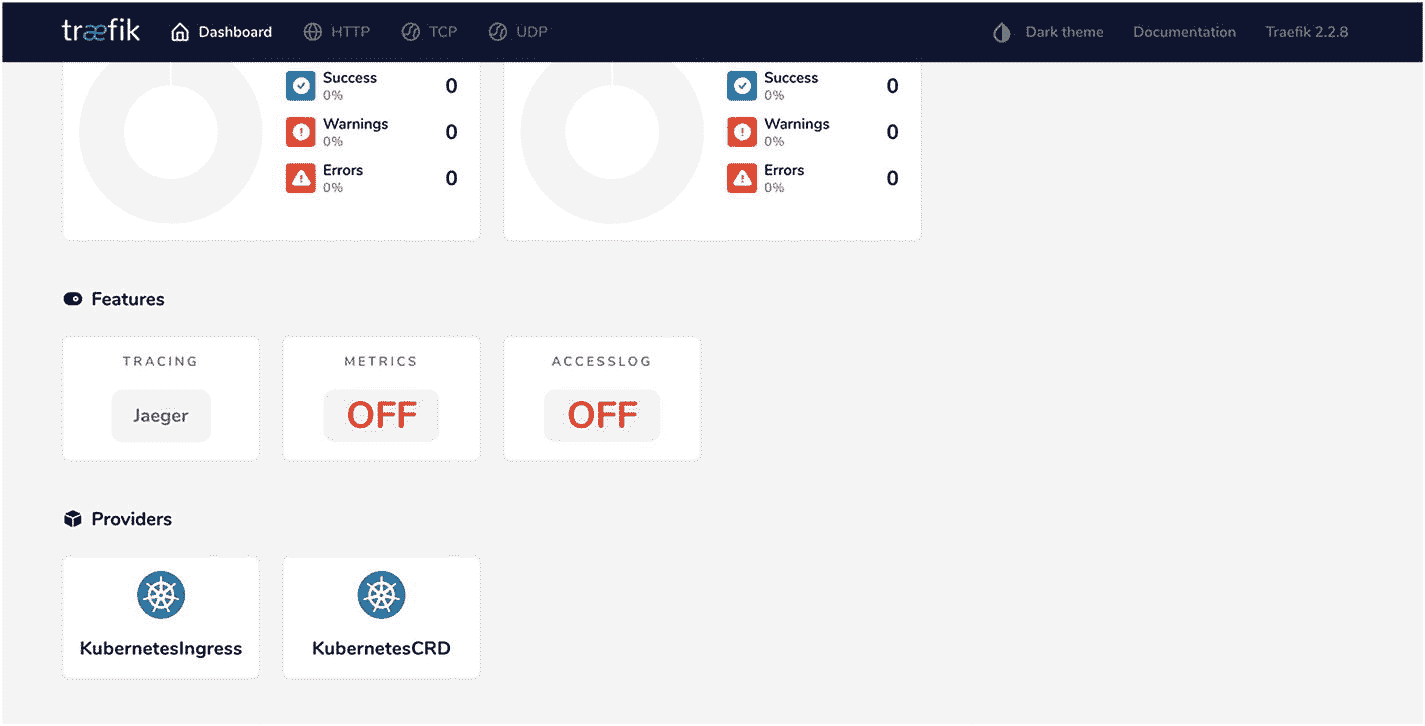 træfik Dashboard HTTP TCP UDP Dark theme Documentation Traefik 2.2.8
Success 0
0%
Warnings 0
0%
Errors 0
0%
Success 0
0%
Warnings 0
0%
Errors 0
0%
Features
TRACING
Jaeger
METRICS
OFF
ACCESSLOG
OFF
Providers
KubernetesIngress
KubernetesCRD